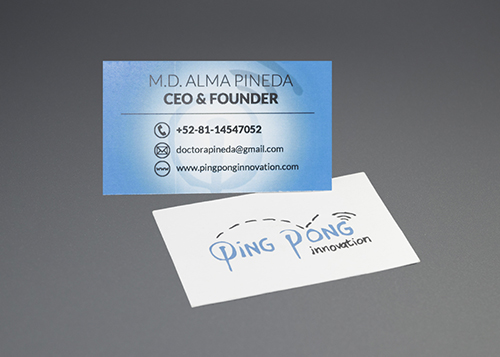 M.D. ALMA PINEDA
CEO & FOUNDER
+52-81-14547052
doctorapineda@gmail.com
www.pingponginnovation.com
PING PONG
innovation